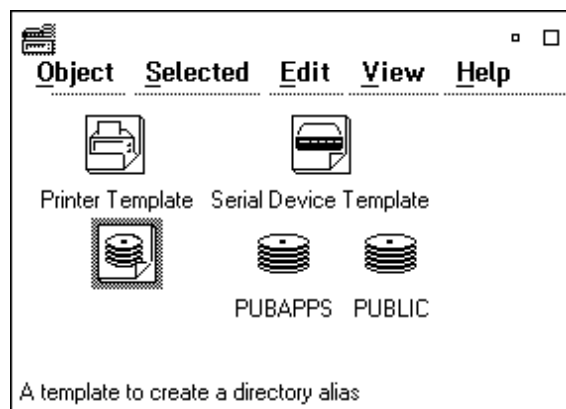 Object Selected Edit View Help
Printer Template Serial Device Template
PUBAPPS PUBLIC
A template to create a directory alias